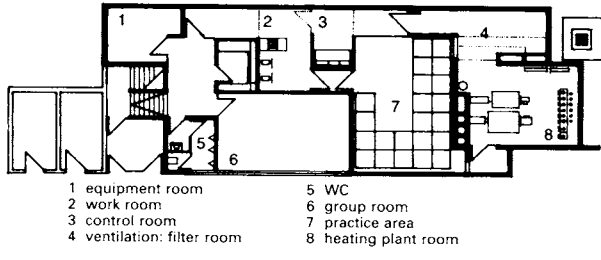 1
2
3
4
5
6
7
8
1 equipment room
2 work room
3 control room
4 ventilation: filter room
5 WC
6 group room
7 practice area
8 heating plant room